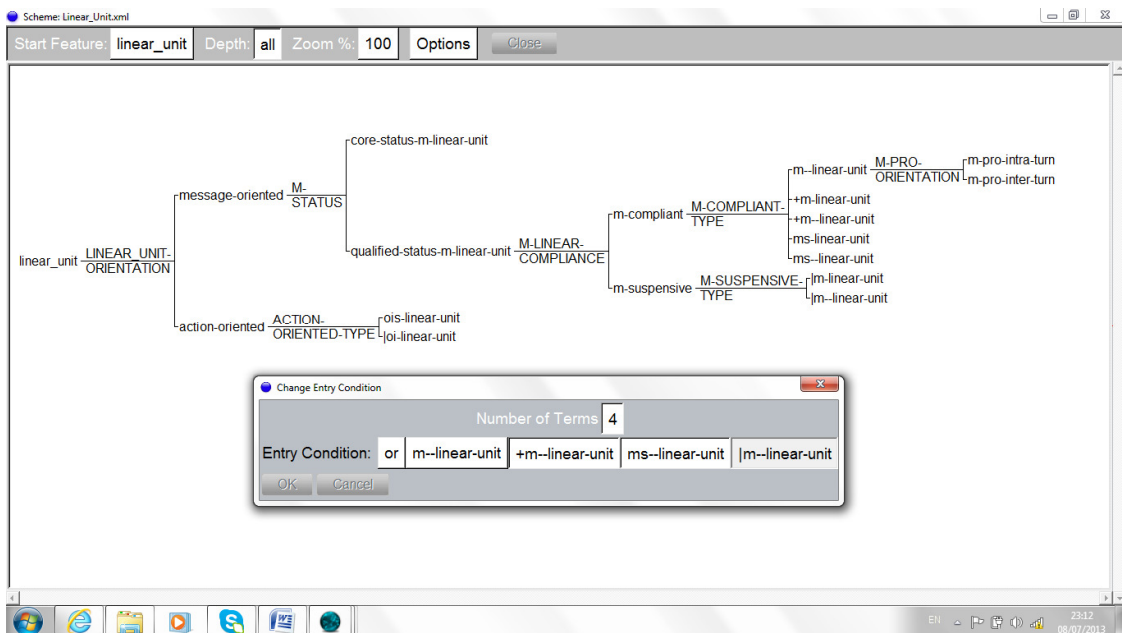 Scheme: Linear_Unit.xml
Start Feature: linear_unit Depth: all Zoom %: 100 Options Close
core-status-m-linear-unit
message-oriented M-STATUS
qualified-status-m-linear-unit M-LINEAR-COMPLIANCE
m-compliant M-COMPLIANT-TYPE
m--linear-unit M-PRO-ORIENTATION
m-pro-intra-turn
m-pro-inter-turn
+m-linear-unit
+m--linear-unit
ms-linear-unit
ms--linear-unit
m-suspensive M-SUSPENSIVE-TYPE
|m-linear-unit
|m--linear-unit
linear_unit LINEAR_UNIT-ORIENTATION
action-oriented ACTION-ORIENTED-TYPE
ois-linear-unit
|oi-linear-unit
Change Entry Condition
Number of Terms 4
Entry Condition: or m--linear-unit +m--linear-unit ms--linear-unit |m--linear-unit
OK Cancel
EN 23:12
08/07/2013